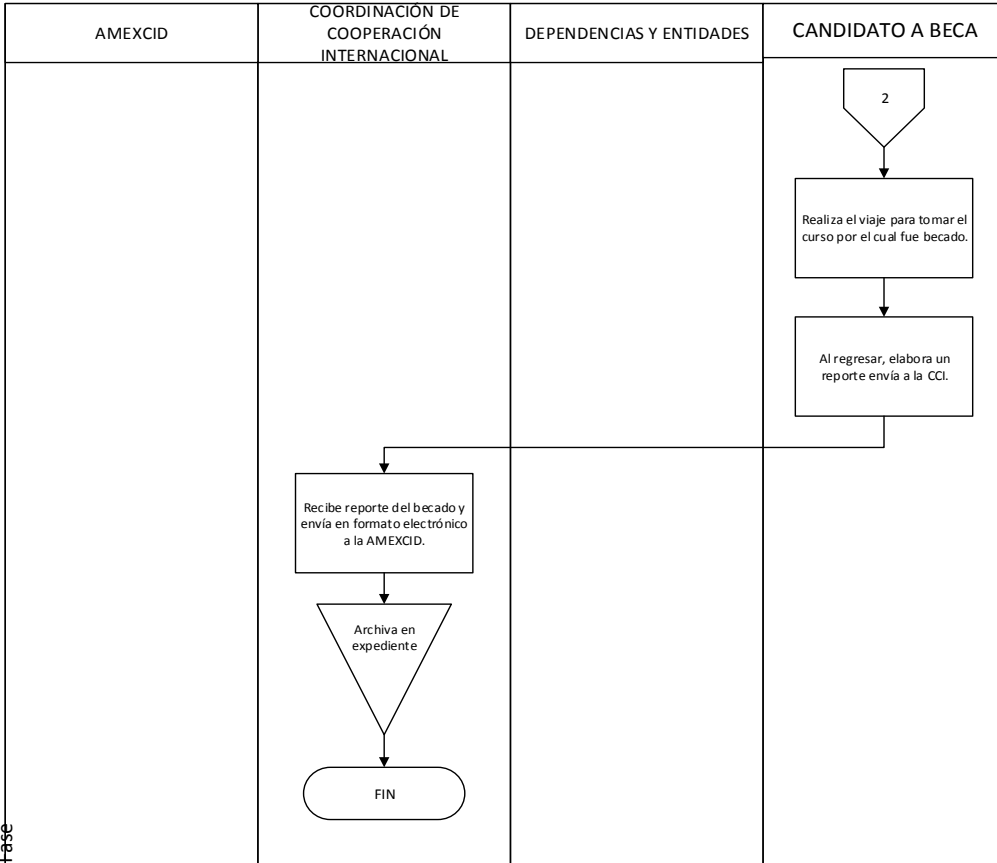 AMEXCID
COORDINACIÓN DE
COOPERACIÓN
INTERNACIONAL
DEPENDENCIAS Y ENTIDADES
CANDIDATO A BECA
2
Realiza el viaje para tomar el
curso por el cual fue becado.
Al regresar, elabora un
reporte envía a la CCI.
Recibe reporte del becado y
envía en formato electrónico
a la AMEXCID.
Archiva en
expediente
FIN
Fase